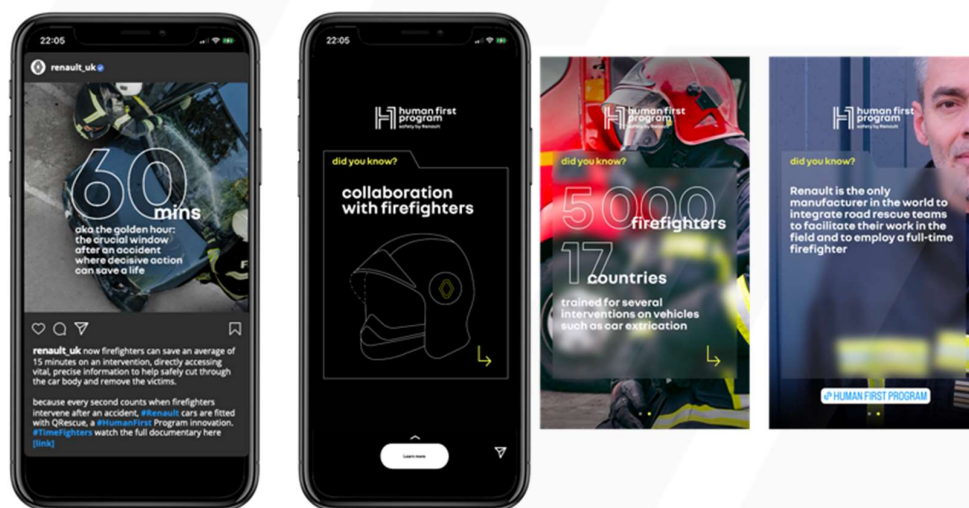 22:05
renault_uk
60
mins
aka the golden hour:
the crucial window
after an accident
where decisive action
can save a life
renault_uk now firefighters can save an average of
15 minutes on an intervention, directly accessing
vital, precise information to help safely cut through
the car body and remove the victims.
because every second counts when firefighters
intervene after an accident, #Renault cars are fitted
with QRescue, a #HumanFirst Program innovation.
#TimeFighters watch the full documentary here
[link]
22:05
human first
program
safety by Renault
did you know?
collaboration
with firefighters
Learn more
human first
program
safety by Renault
did you know?
5 000
firefighters
17
countries
trained for several
interventions on vehicles
such as car extrication
human first
program
safety by Renault
did you know?
Renault is the only
manufacturer in the world to
integrate road rescue teams
to facilitate their work in the
field and to employ a full-time
firefighter
HUMAN FIRST PROGRAM